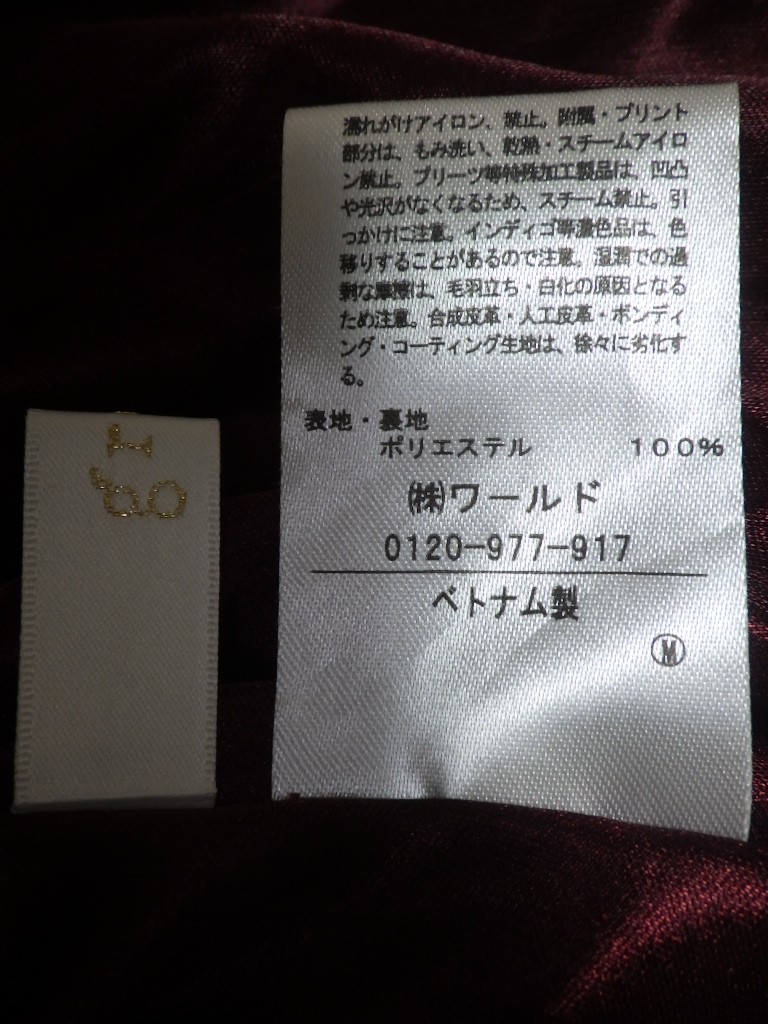 濡れがけアイロン、禁止。附属・プリント
部分は、もみ洗い、乾熱・スチームアイロ
ン禁止。プリーツ等特殊加工製品は、凹凸
や光沢がなくなるため、スチーム禁止。引
っかけに注意。インディゴ等濃色品は、色
移りすることがあるので注意。湿潤での過
剰な摩擦は、毛羽立ち・白化の原因となる
ため注意。合成皮革・人工皮革・ボンディ
ング・コーティング生地は、徐々に劣化す
る。
表地・裏地
ポリエステル 100%
㈱ワールド
0120-977-917
ベトナム製
Ⓜ